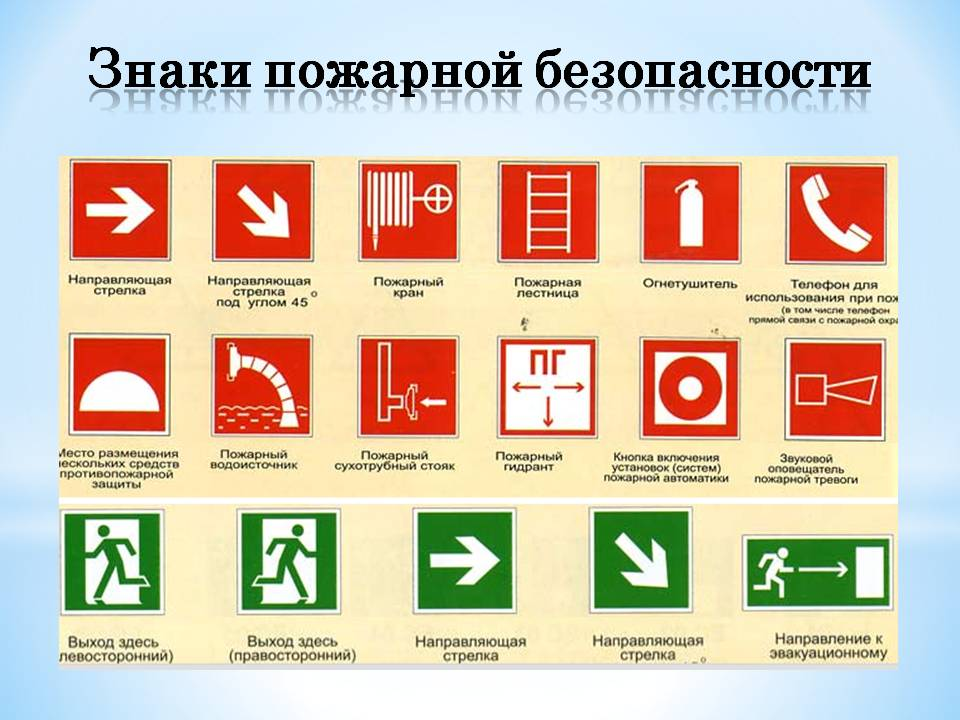 Знаки пожарной безопасности
Направляющая
стрелка
Направляющая
стрелка
под углом 45°
Пожарный
кран
Пожарная
лестница
Огнетушитель
Телефон для
использования при пож
(в том числе телефон
прямой связи с пожарной охра
Место размещения
нескольких средств
противопожарной
защиты
Пожарный
водоисточник
Пожарный
сухотрубный стояк
ПГ
Пожарный
гидрант
Кнопка включения
установок (систем)
пожарной автоматики
Звуковой
оповещатель
пожарной тревоги
Выход здесь
левосторонний)
Выход здесь
(правосторонний)
Направляющая
стрелка
Направляющая
стрелка
Направление к
эвакуационному